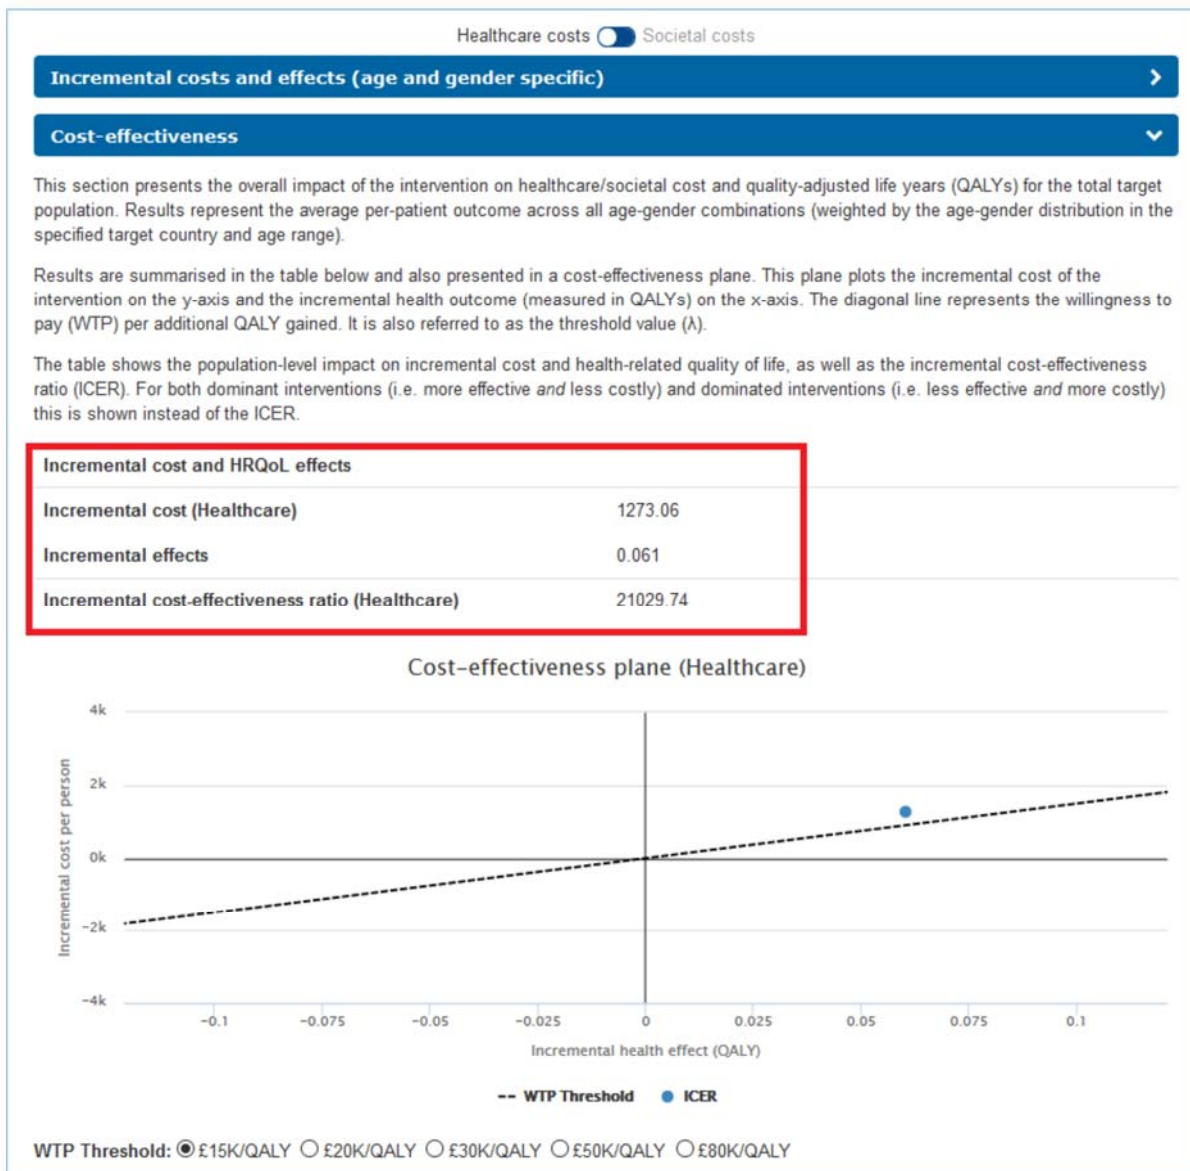 Healthcare costs Societal costs
Incremental costs and effects (age and gender specific)
Cost-effectiveness
This section presents the overall impact of the intervention on healthcare/societal cost and quality-adjusted life years (QALYs) for the total target
population. Results represent the average per-patient outcome across all age-gender combinations (weighted by the age-gender distribution in the
specified target country and age range).
Results are summarised in the table below and also presented in a cost-effectiveness plane. This plane plots the incremental cost of the
intervention on the y-axis and the incremental health outcome (measured in QALYs) on the x-axis. The diagonal line represents the willingness to
pay (WTP) per additional QALY gained. It is also referred to as the threshold value (λ).
The table shows the population-level impact on incremental cost and health-related quality of life, as well as the incremental cost-effectiveness
ratio (ICER). For both dominant interventions (i.e. more effective and less costly) and dominated interventions (i.e. less effective and more costly)
this is shown instead of the ICER.
Incremental cost and HRQoL effects
Incremental cost (Healthcare) 1273.06
Incremental effects 0.061
Incremental cost-effectiveness ratio (Healthcare) 21029.74
Cost-effectiveness plane (Healthcare)
Incremental cost per person
4k
2k
0k
-2k
-4k
-0.1 -0.075 -0.05 -0.025 0 0.025 0.05 0.075 0.1
Incremental health effect (QALY)
WTP Threshold ICER
WTP Threshold: £15K/QALY £20K/QALY £30K/QALY £50K/QALY £80K/QALY